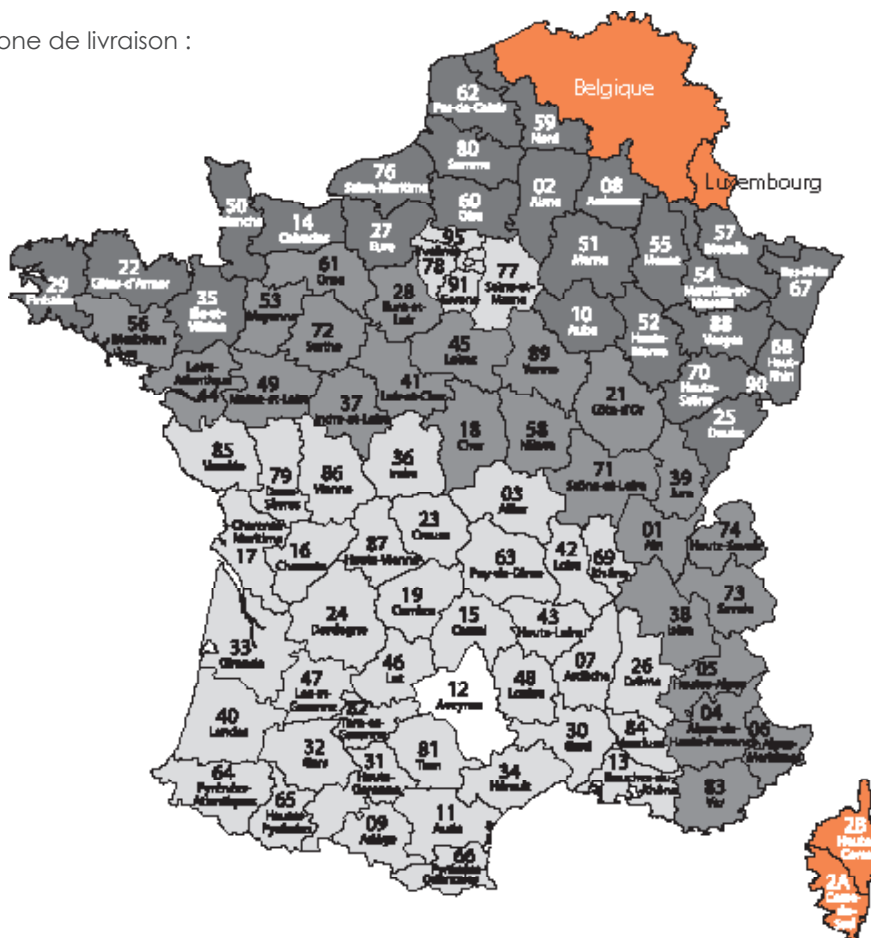 one de livraison :
Belgique
62
Pas-de-Calais
59
Nord
80
Somme
Luxembourg
76
Seine-Maritime
02
Aisne
08
Ardennes
60
Oise
50
Manche
14
Calvados
27
Eure
95
Yvelines
78
91
Essonne
77
Seine-et-
Marne
51
Marne
55
Meuse
57
Moselle
54
Meurthe-et-
Moselle
Bas-Rhin
67
29
Finistère
22
Côtes-d'Armor
35
Ille-et-
Vilaine
61
Orne
53
Mayenne
28
Eure-et-
Loir
10
Aube
52
Haute-
Marne
88
Vosges
68
Haut-
Rhin
56
Morbihan
72
Sarthe
45
Loiret
89
Yonne
70
Haute-
Saône
90
Loire-
Atlantique
44
49
Maine-et-Loire
41
Loir-et-Cher
37
Indre-et-Loire
21
Côte-d'Or
25
Doubs
18
Cher
58
Nièvre
85
Vendée
79
Deux-
Sèvres
86
Vienne
36
Indre
71
Saône-et-Loire
39
Jura
03
Allier
Charente-
Maritime
17
16
Charente
87
Haute-Vienne
23
Creuse
63
Puy-de-Dôme
42
Loire
69
Rhône
01
Ain
74
Haute-Savoie
73
Savoie
24
Dordogne
19
Corrèze
15
Cantal
43
Haute-Loire
38
Isère
33
Gironde
46
Lot
12
Aveyron
48
Lozère
07
Ardèche
26
Drôme
05
Hautes-Alpes
47
Lot-et-
Garonne
82
Tarn-et-
Garonne
40
Landes
32
Gers
31
Haute-
Garonne
81
Tarn
30
Gard
84
Vaucluse
04
Alpes-de-
Haute-Provence
06
Alpes-
Maritimes
13
Bouches-du-
Rhône
83
Var
34
Hérault
64
Pyrénées-
Atlantiques
65
Hautes-
Pyrénées
09
Ariège
11
Aude
66
Pyrénées-
Orientales
2B
Haute
Corse
2A
Corse-
du-
Sud